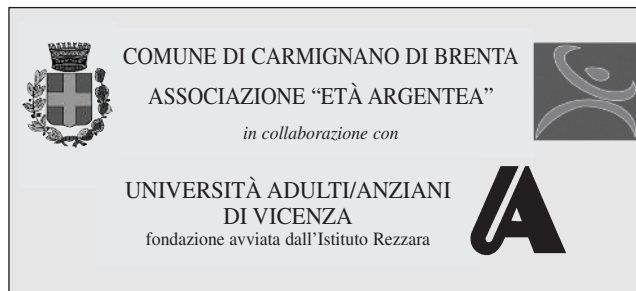 COMUNE DI CARMIGNANO DI BRENTA
ASSOCIAZIONE “ETÀ ARGENTEA”
in collaborazione con
UNIVERSITÀ ADULTI/ANZIANI
DI VICENZA
fondazione avviata dall’Istituto Rezzara